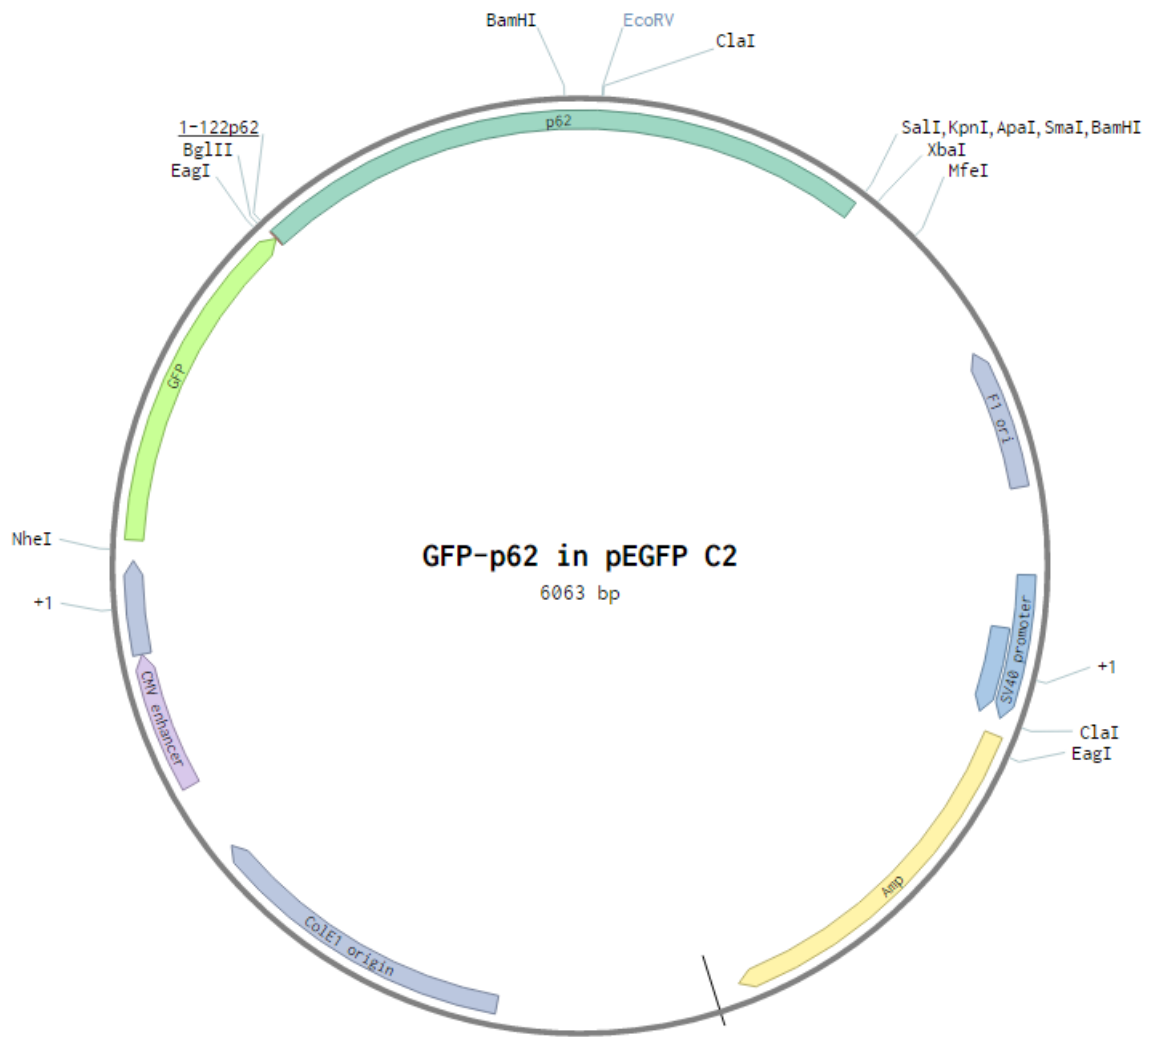 BamHI
EcoRV
ClaI
p62
1-122p62
BglII
EagI
SalI,KpnI,ApaI,SmaI,BamHI
XbaI
MfeI
GFP
F1 ori
NheI
GFP-p62 in pEGFP C2
6063 bp
+1
SV40 promoter
+1
CMV enhancer
ClaI
EagI
Amp
ColE1 origin